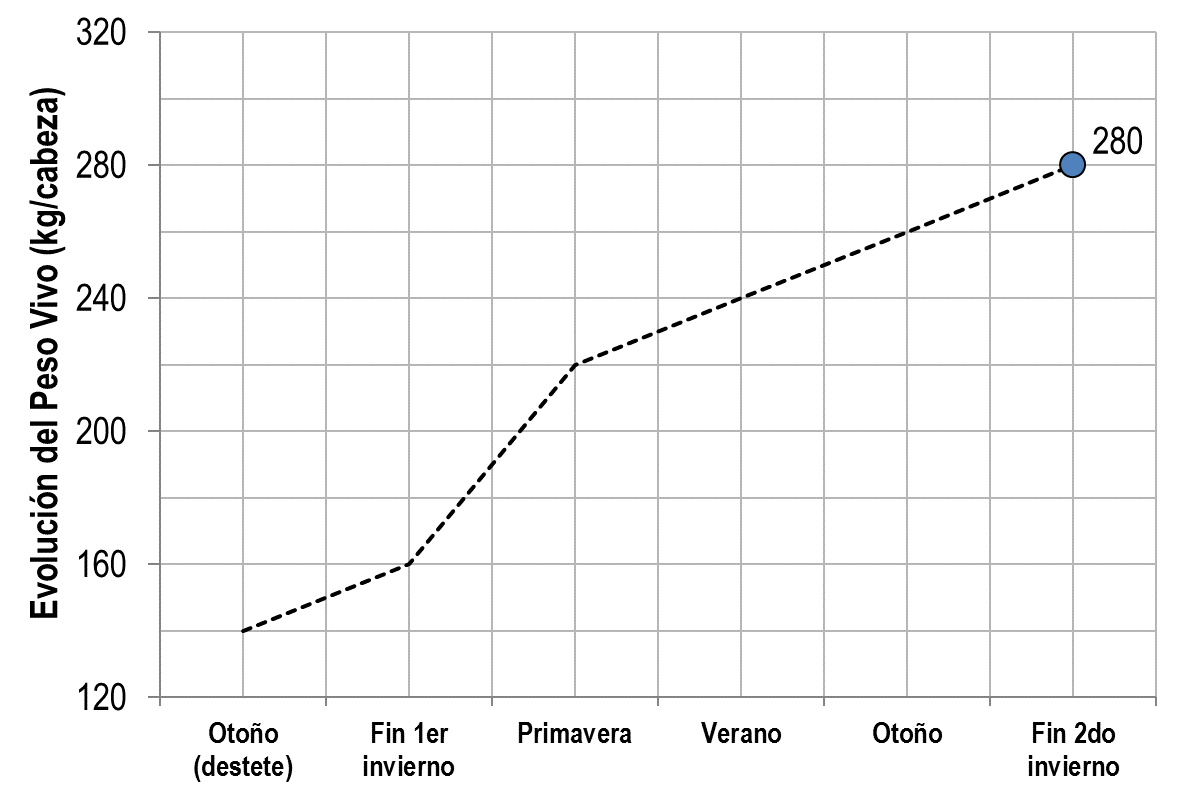 Evolución del Peso Vivo (kg/cabeza)
320
280
240
200
160
120
280
Otoño
(destete)
Fin 1er
invierno
Primavera
Verano
Otoño
Fin 2do
invierno